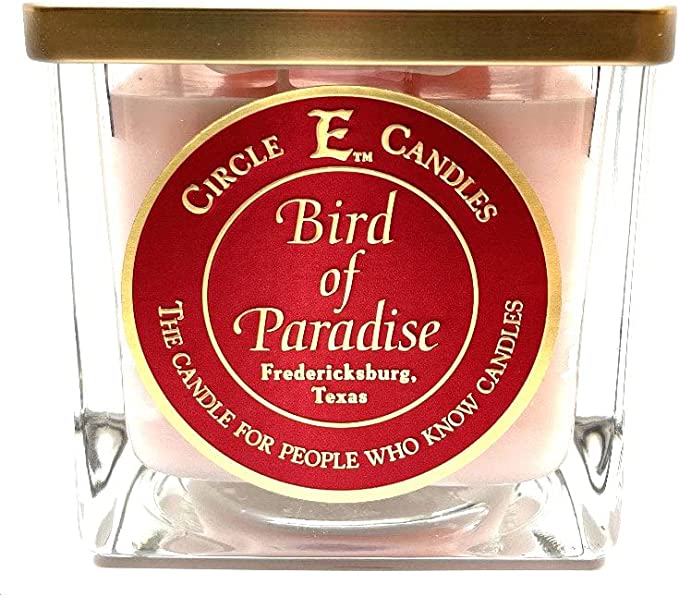 CIRCLE E™ CANDLES
Bird
of
Paradise
Fredericksburg,
Texas
THE CANDLE FOR PEOPLE WHO KNOW CANDLES